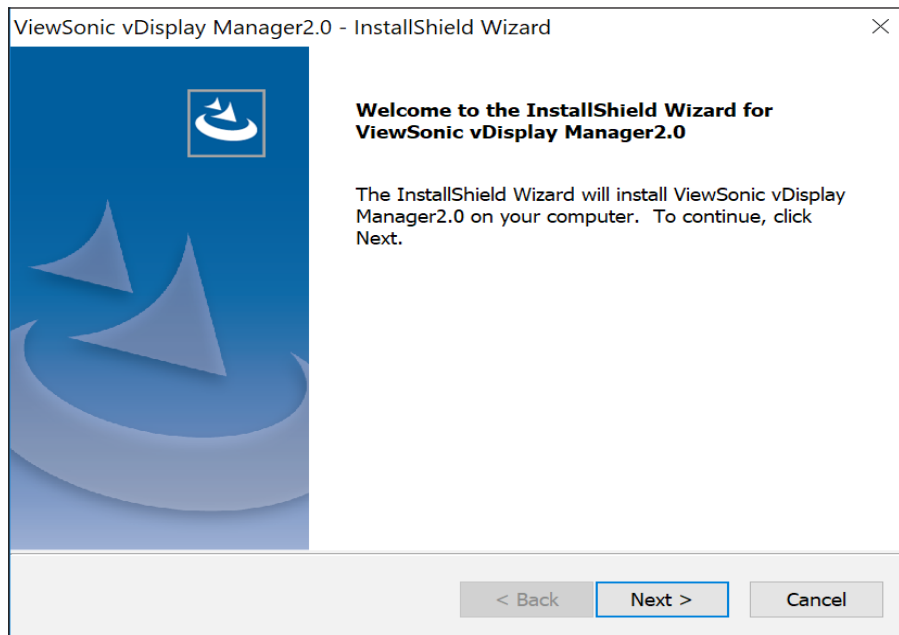 ViewSonic vDisplay Manager2.0 - InstallShield Wizard
Welcome to the InstallShield Wizard for
ViewSonic vDisplay Manager2.0
The InstallShield Wizard will install ViewSonic vDisplay
Manager2.0 on your computer.  To continue, click
Next.
< Back
Next >
Cancel